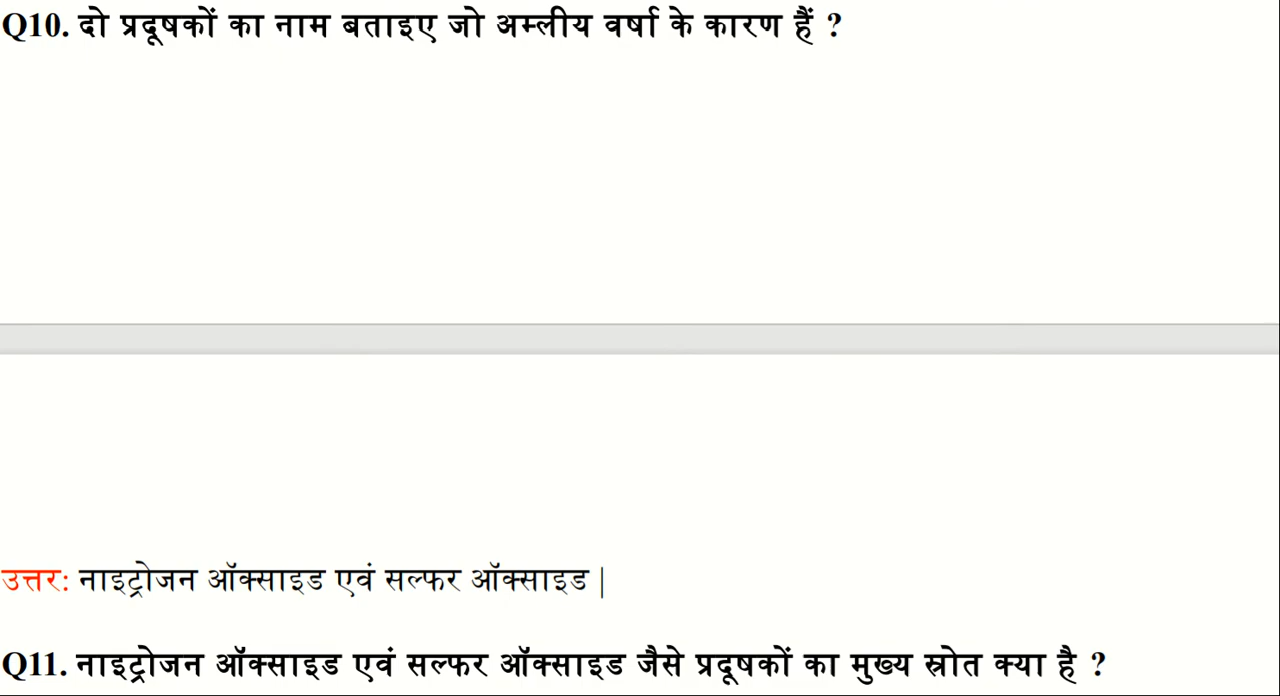 Q10. दो प्रदूषकों का नाम बताइए जो अम्लीय वर्षा के कारण हैं ?
उत्तर: नाइट्रोजन ऑक्साइड एवं सल्फर ऑक्साइड |
Q11. नाइट्रोजन ऑक्साइड एवं सल्फर ऑक्साइड जैसे प्रदूषकों का मुख्य स्रोत क्या है ?